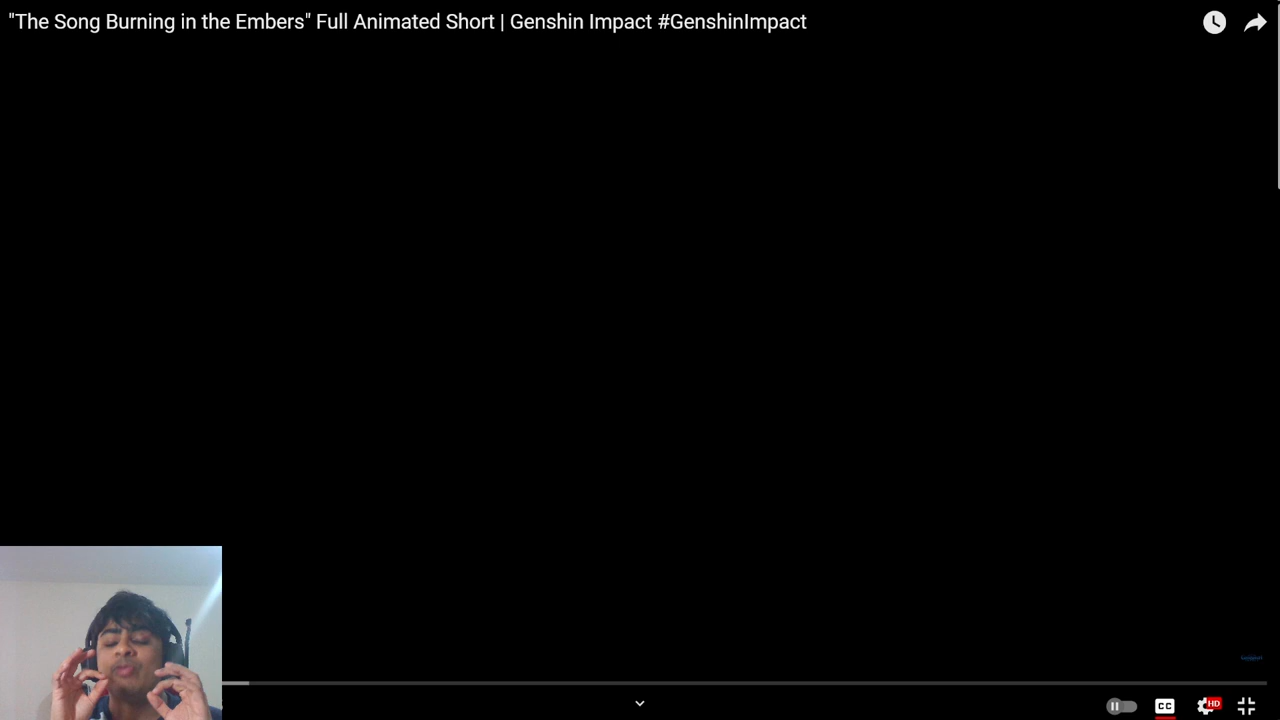 "The Song Burning in the Embers" Full Animated Short | Genshin Impact #GenshinImpact
CC
HD